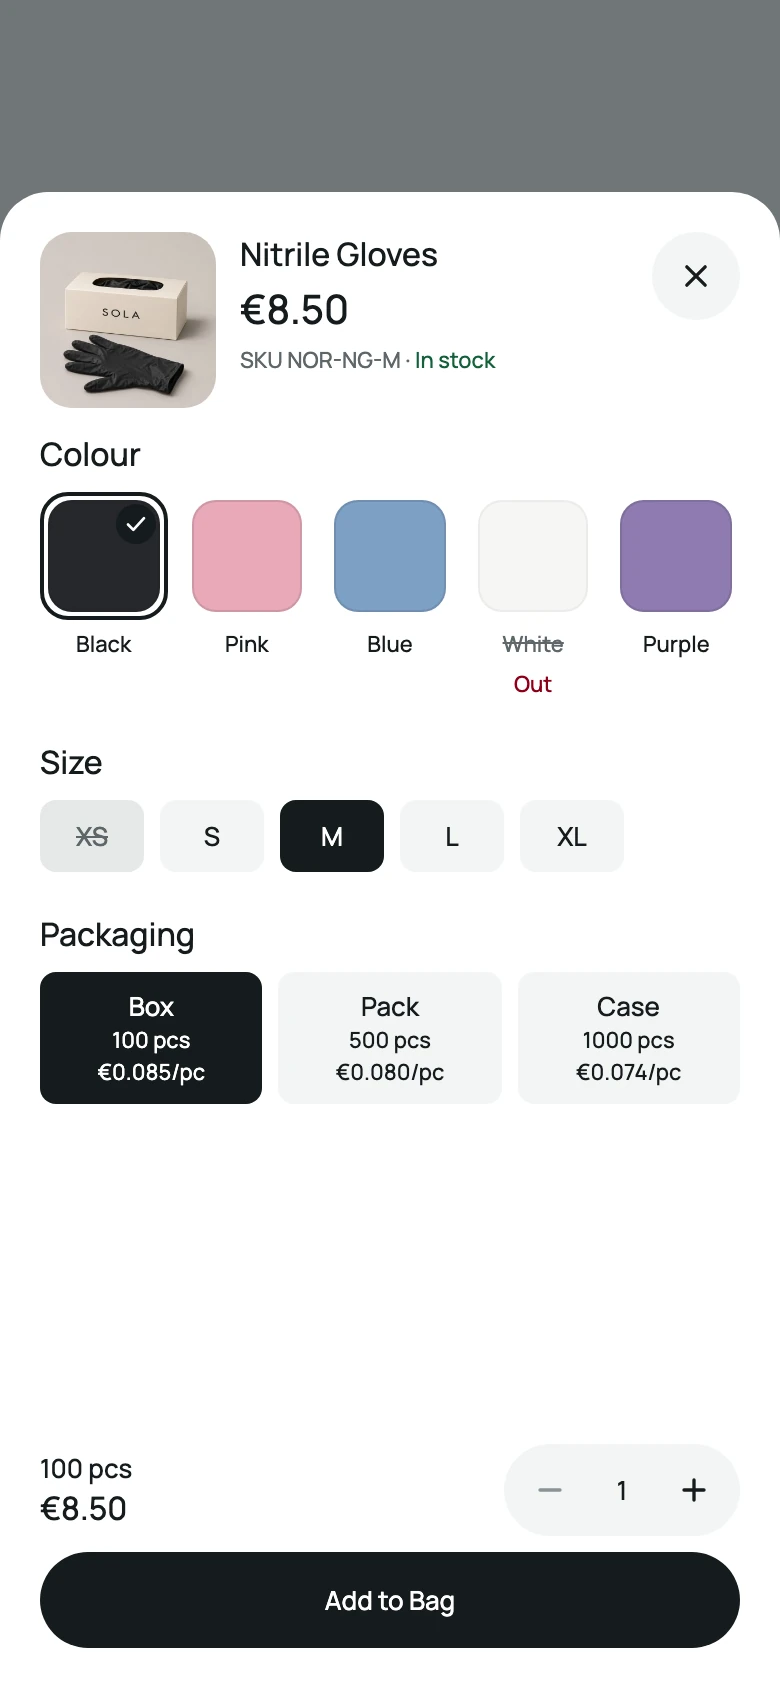 SOLA
Nitrile Gloves
€8.50
SKU NOR-NG-M · In stock
Colour
Black
Pink
Blue
White
Purple
Out
Size
XS
S
M
L
XL
Packaging
Box
100 pcs
€0.085/pc
Pack
500 pcs
€0.080/pc
Case
1000 pcs
€0.074/pc
100 pcs
€8.50
1
Add to Bag